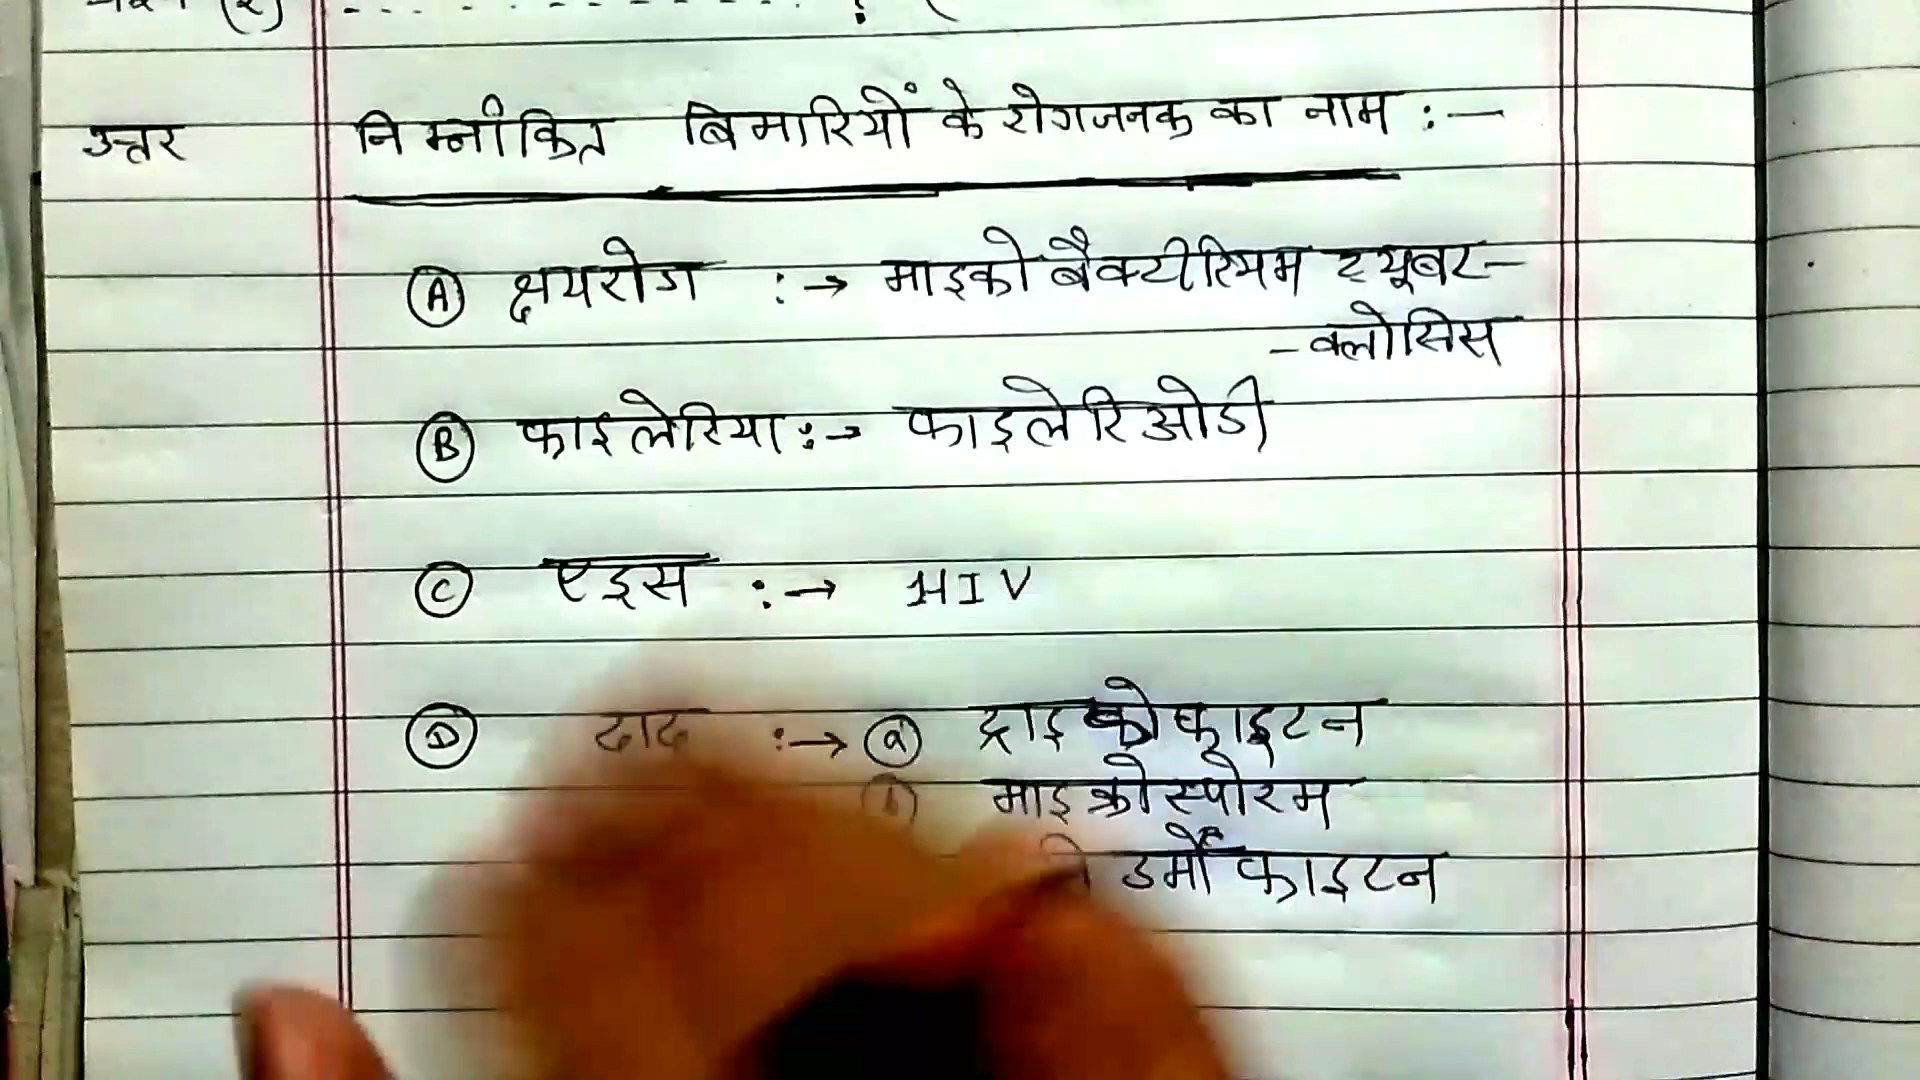 उत्तर निम्नांकित बिमारियों के रोगजनक का नाम :-
(A) क्षयरोग :→ माइको बैक्टीरियम ट्यूबर-
-क्लोसिस
(B) फाइलेरिया :→ फाइलेरिओडी
(C) एड्स :→ HIV
(D) दाद :→ (a) ट्राइकोफाइटन
(b) माइक्रोस्पोरम
डर्मोफाइटन